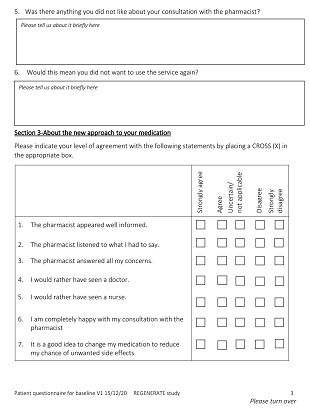 5. Was there anything you did not like about your consultation with the pharmacist?
Please tell us about it briefly here
6. Would this mean you did not want to use the service again?
Please tell us about it briefly here
Section 3-About the new approach to your medication
Please indicate your level of agreement with the following statements by placing a CROSS (X) in
the appropriate box.
Strongly agree
Agree
Uncertain/
not applicable
Disagree
Strongly
disagree
1. The pharmacist appeared well informed.
2. The pharmacist listened to what I had to say.
3. The pharmacist answered all my concerns.
4. I would rather have seen a doctor.
5. I would rather have seen a nurse.
6. I am completely happy with my consultation with the
pharmacist
7. It is a good idea to change my medication to reduce
my chance of unwanted side effects
Patient questionnaire for baseline V1 15/12/20 REGENERATE study 3
Please turn over